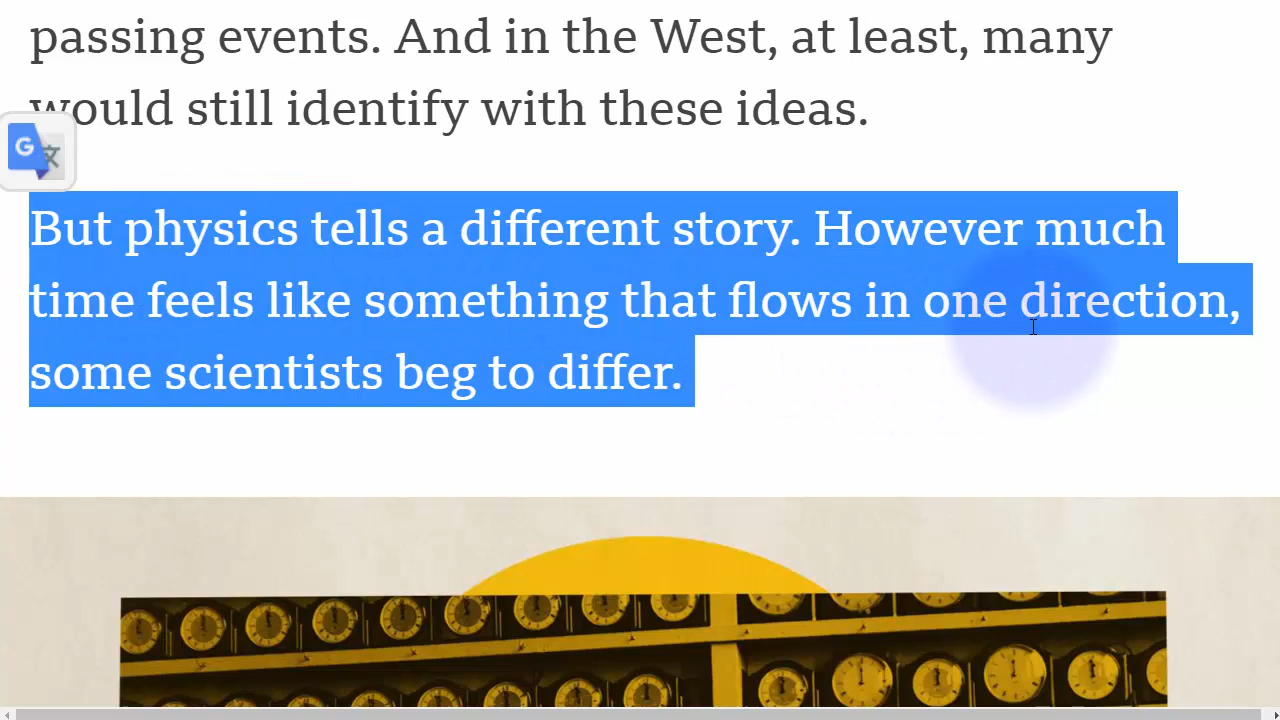 passing events. And in the West, at least, many
would still identify with these ideas.
But physics tells a different story. However much
time feels like something that flows in one direction,
some scientists beg to differ.